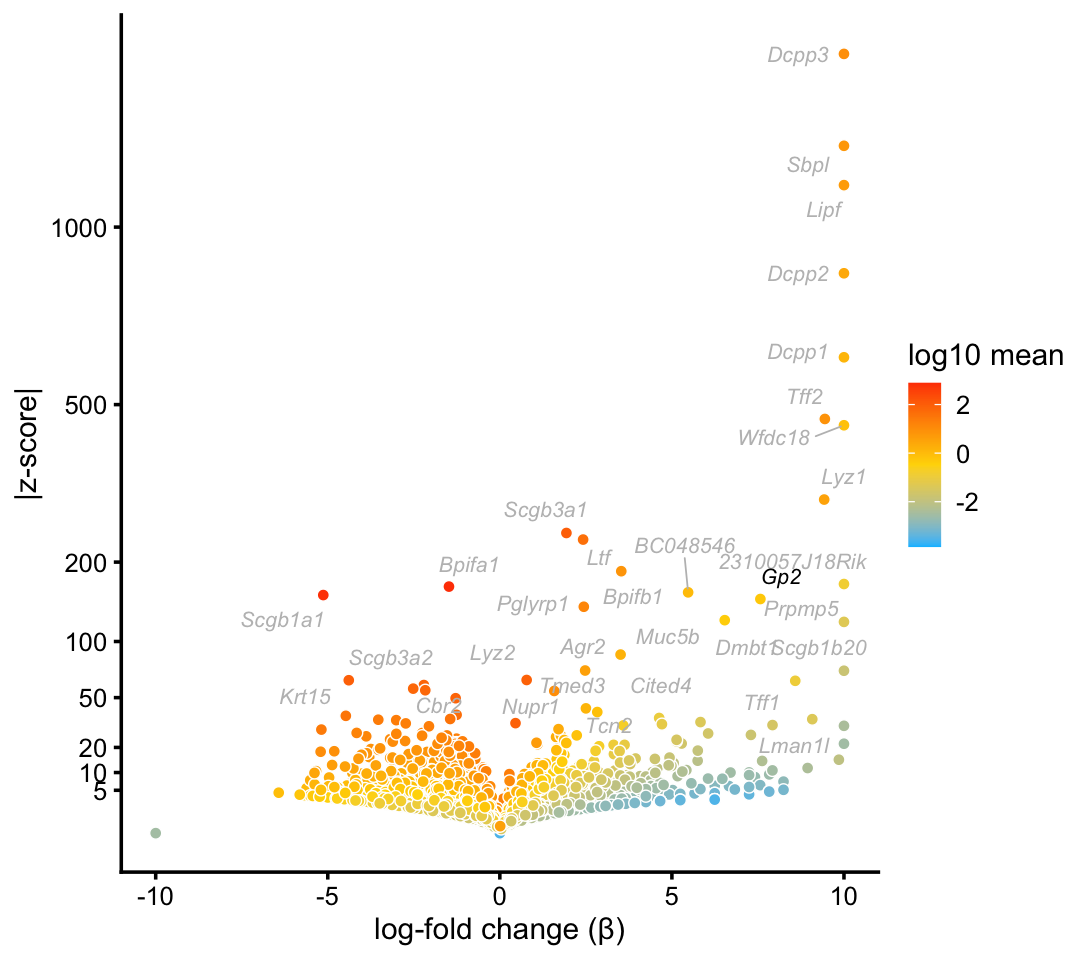 Dcpp3
Sbpl
Lipf
1000
Dcpp2
Dcpp1
log10 mean
Tff2
500
2
Wfdc18
0
Lyz1
-2
Scgb3a1
|z-score|
BC048546
200
Bpifa1
Ltf
2310057J18Rik
Gp2
Pglyrp1
Bpifb1
Prpmp5
Scgb1a1
100
Muc5b
Agr2
Dmbt1
Scgb1b20
Scgb3a2
Lyz2
Tmed3
Cited4
50
Krt15
Cbr2
Nupr1
Tff1
Tcn2
20
Lman1l
10
5
-10
-5
0
5
10
log-fold change (β)